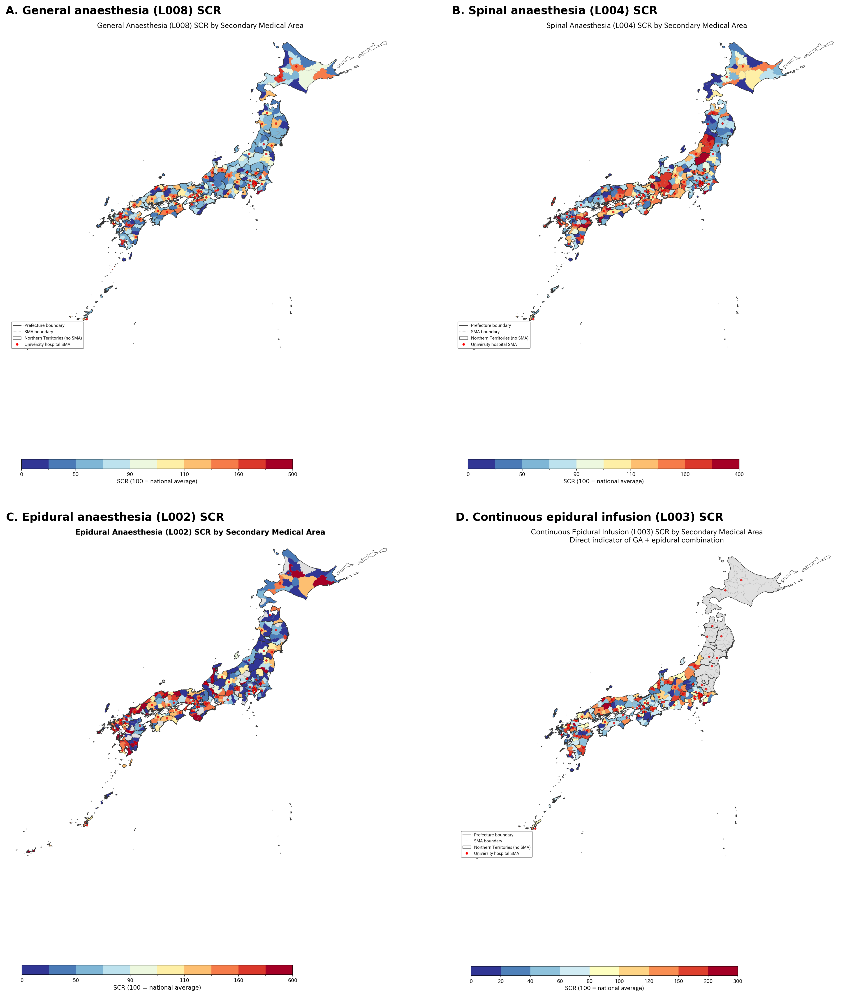 A. General anaesthesia (L008) SCR
General Anaesthesia (L008) SCR by Secondary Medical Area
Prefecture boundary
SMA boundary
Northern Territories (no SMA)
University hospital SMA
0 50 90 110 160 500
SCR (100 = national average)
B. Spinal anaesthesia (L004) SCR
Spinal Anaesthesia (L004) SCR by Secondary Medical Area
Prefecture boundary
SMA boundary
Northern Territories (no SMA)
University hospital SMA
0 50 90 110 160 400
SCR (100 = national average)
C. Epidural anaesthesia (L002) SCR
Epidural Anaesthesia (L002) SCR by Secondary Medical Area
0 50 90 110 160 600
SCR (100 = national average)
D. Continuous epidural infusion (L003) SCR
Continuous Epidural Infusion (L003) SCR by Secondary Medical Area
Direct indicator of GA + epidural combination
Prefecture boundary
SMA boundary
Northern Territories (no SMA)
University hospital SMA
0 20 40 60 80 100 120 150 200 300
SCR (100 = national average)